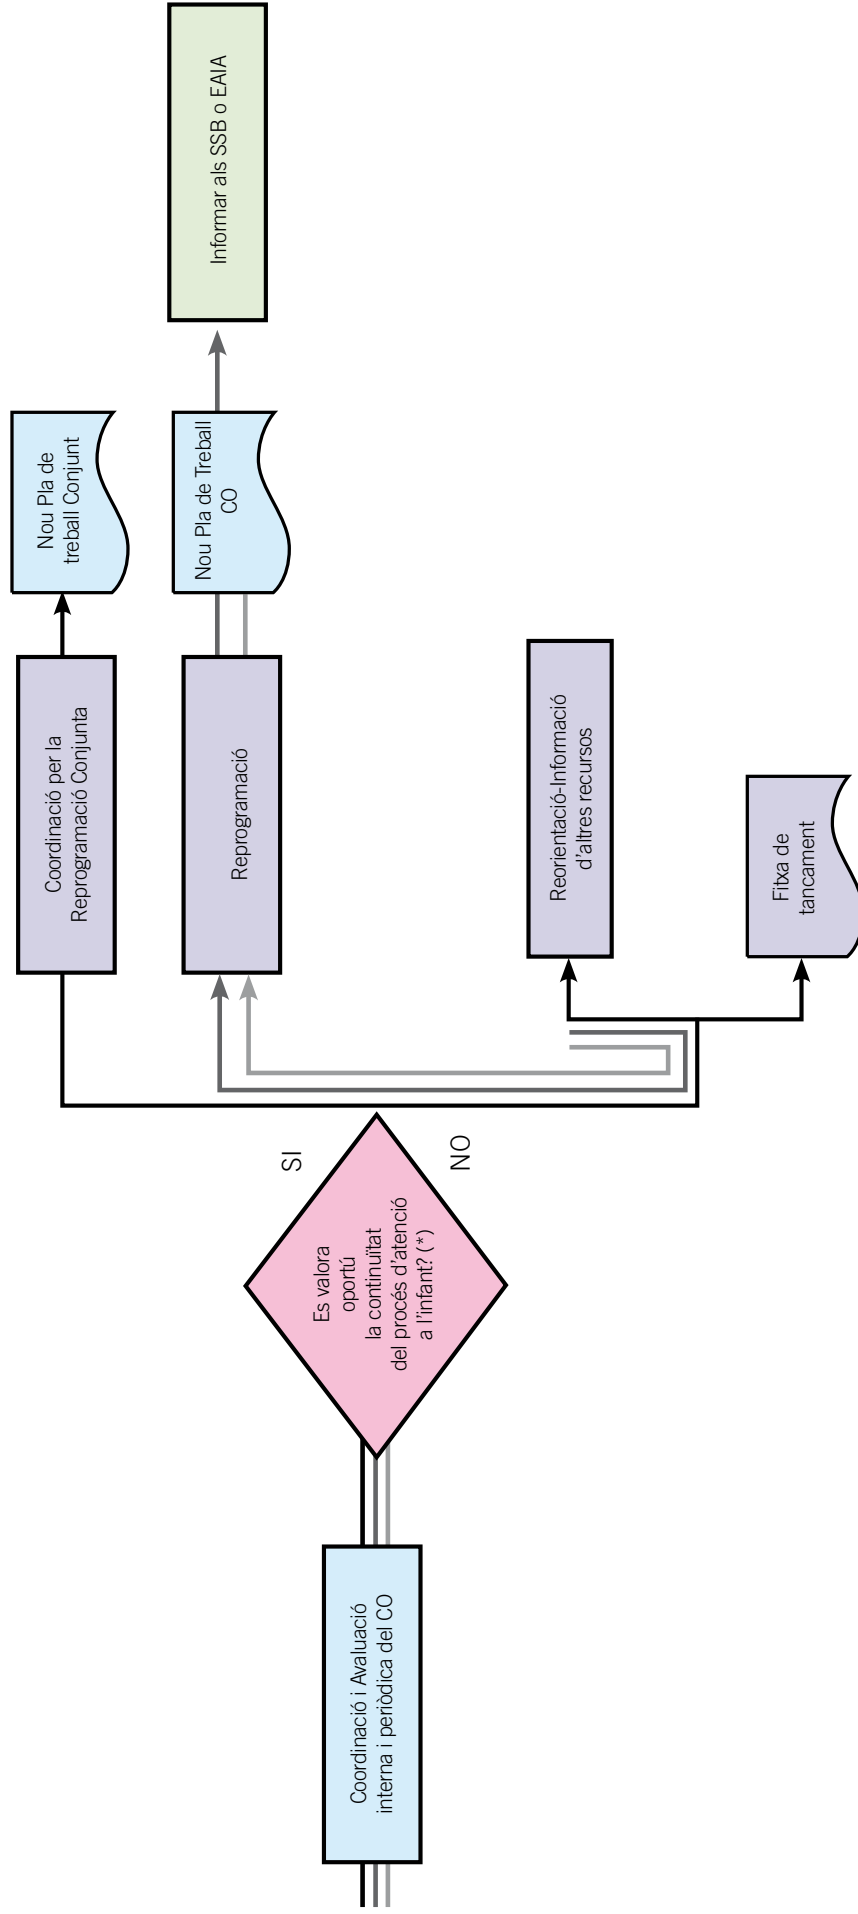 Coordinació i Avaluació
interna i periòdica del CO
Es valora
oportú
la continuïtat
del procés d'atenció
a l'infant? (*)
SI
NO
Coordinació per la
Reprogramació Conjunta
Nou Pla de
treball Conjunt
Reprogramació
Nou Pla de Treball
CO
Informar als SSB o EAIA
Reorientació-Informació
d'altres recursos
Fitxa de
tancament